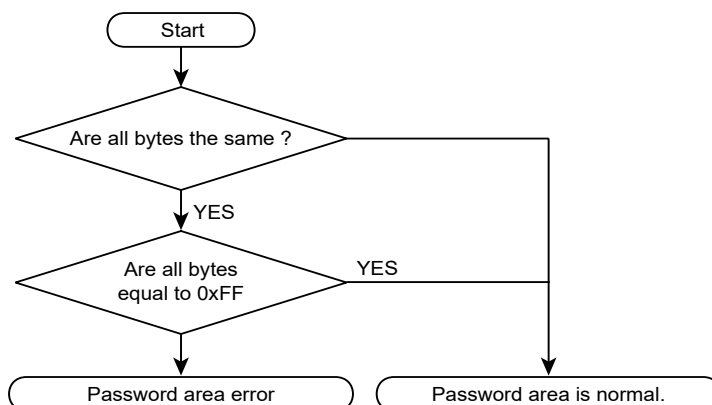 Start
Are all bytes the same ?
YES
Are all bytes
equal to 0xFF
YES
Password area error
Password area is normal.